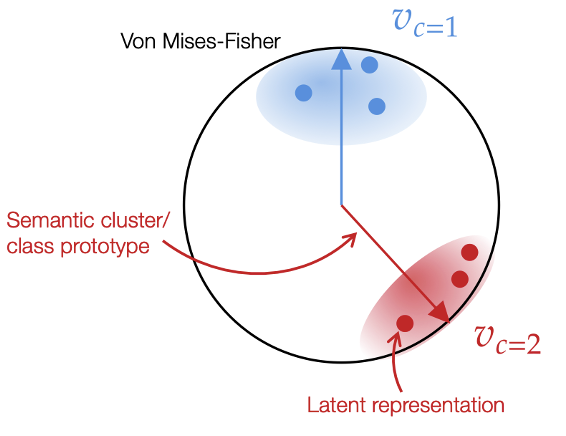 Von Mises-Fisher
v_{c=1}
Semantic cluster/
class prototype
v_{c=2}
Latent representation